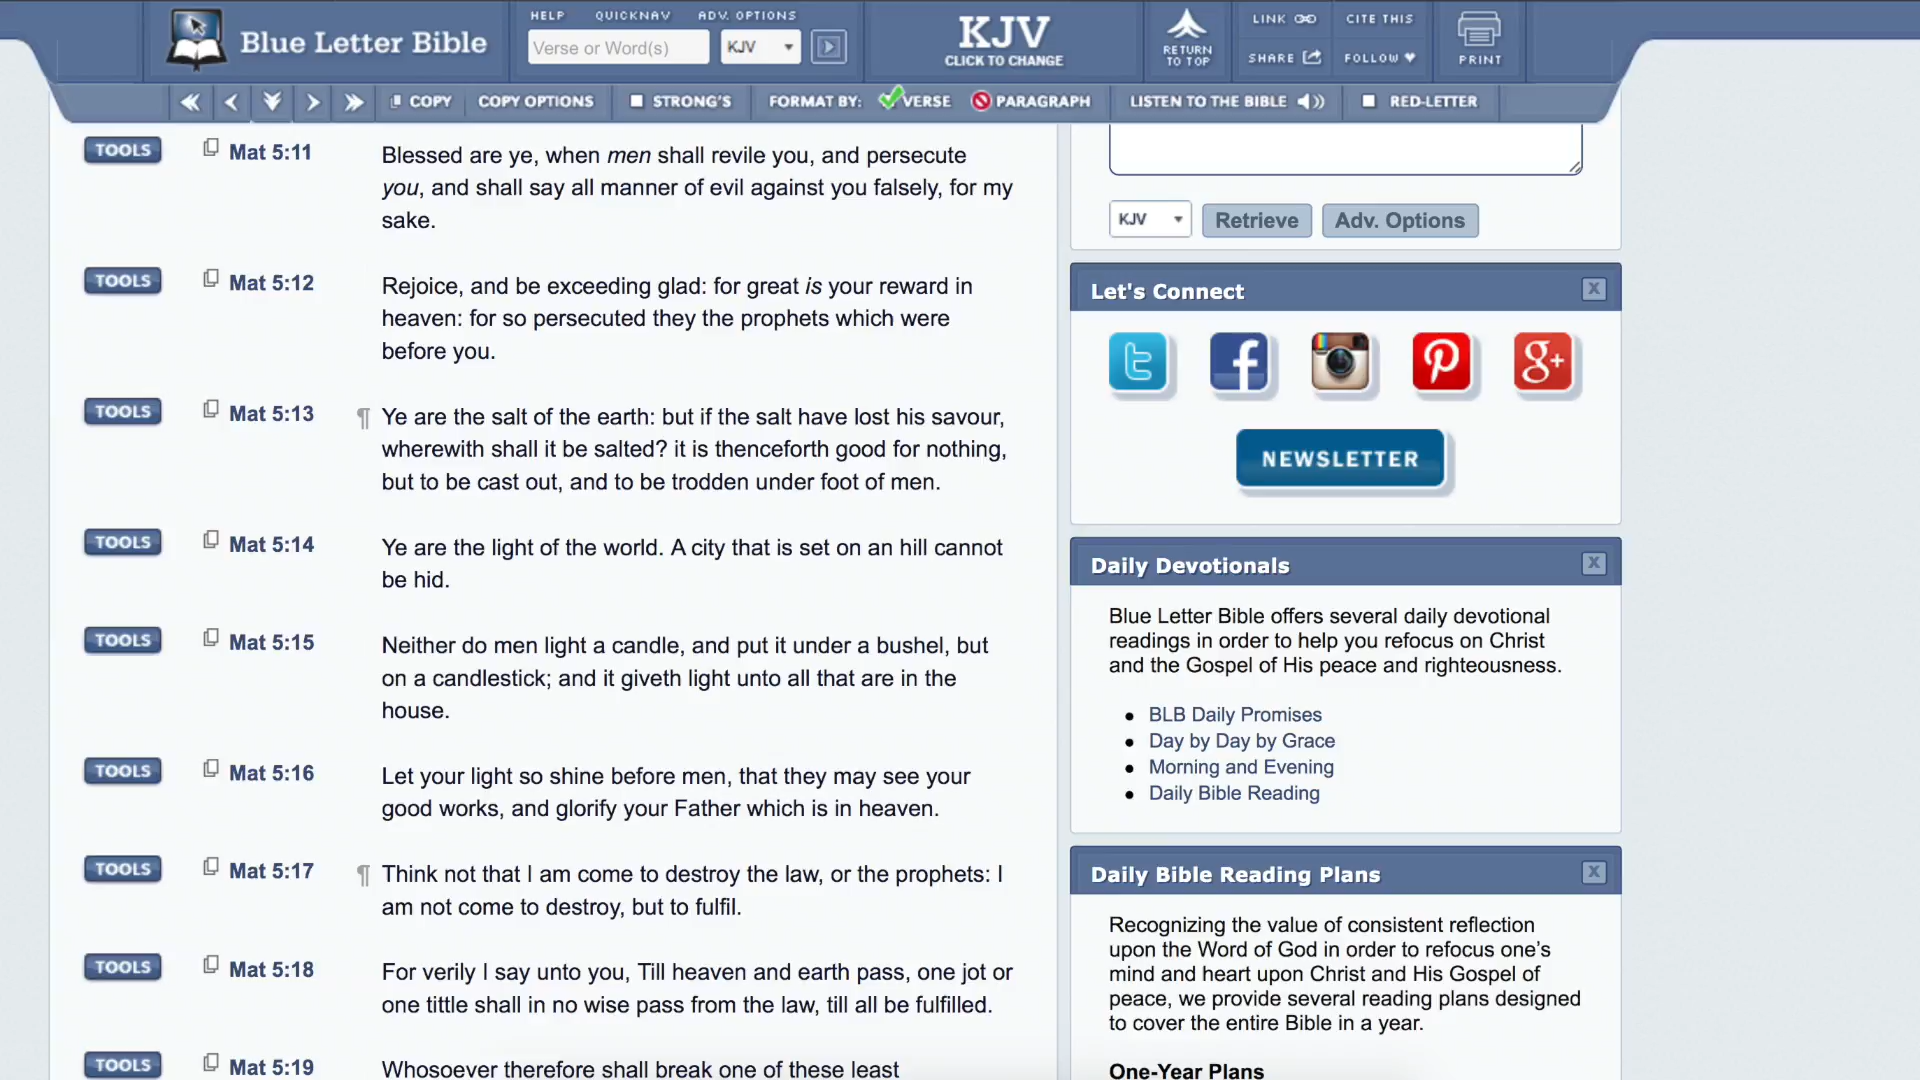 HELP QUICKNAV ADV. OPTIONS
Blue Letter Bible
Verse or Word(s) KJV
KJV
CLICK TO CHANGE
RETURN
TO TOP
LINK CITE THIS
SHARE FOLLOW
PRINT
COPY COPY OPTIONS STRONG'S FORMAT BY: VERSE PARAGRAPH LISTEN TO THE BIBLE RED-LETTER
TOOLS Mat 5:11 Blessed are ye, when men shall revile you, and persecute
you, and shall say all manner of evil against you falsely, for my
sake.
TOOLS Mat 5:12 Rejoice, and be exceeding glad: for great is your reward in
heaven: for so persecuted they the prophets which were
before you.
TOOLS Mat 5:13 ¶ Ye are the salt of the earth: but if the salt have lost his savour,
wherewith shall it be salted? it is thenceforth good for nothing,
but to be cast out, and to be trodden under foot of men.
TOOLS Mat 5:14 Ye are the light of the world. A city that is set on an hill cannot
be hid.
TOOLS Mat 5:15 Neither do men light a candle, and put it under a bushel, but
on a candlestick; and it giveth light unto all that are in the
house.
TOOLS Mat 5:16 Let your light so shine before men, that they may see your
good works, and glorify your Father which is in heaven.
TOOLS Mat 5:17 ¶ Think not that I am come to destroy the law, or the prophets: I
am not come to destroy, but to fulfil.
TOOLS Mat 5:18 For verily I say unto you, Till heaven and earth pass, one jot or
one tittle shall in no wise pass from the law, till all be fulfilled.
TOOLS Mat 5:19 Whosoever therefore shall break one of these least
KJV Retrieve Adv. Options
Let's Connect X
t f P g+
NEWSLETTER
Daily Devotionals X
Blue Letter Bible offers several daily devotional
readings in order to help you refocus on Christ
and the Gospel of His peace and righteousness.
• BLB Daily Promises
• Day by Day by Grace
• Morning and Evening
• Daily Bible Reading
Daily Bible Reading Plans X
Recognizing the value of consistent reflection
upon the Word of God in order to refocus one's
mind and heart upon Christ and His Gospel of
peace, we provide several reading plans designed
to cover the entire Bible in a year.
One-Year Plans